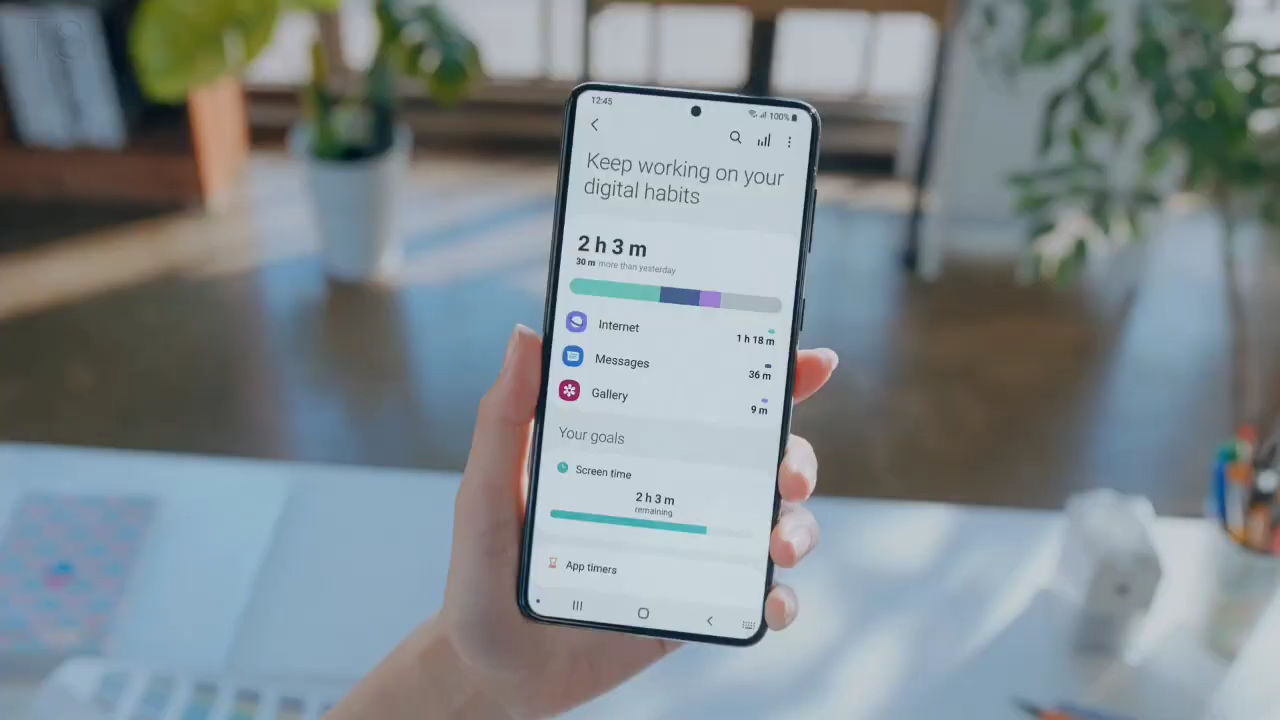 TS
12:45
100%
Keep working on your
digital habits
2 h 3 m
30 m more than yesterday
Internet
1 h 18 m
Messages
36 m
Gallery
9 m
Your goals
Screen time
2 h 3 m
remaining
App timers